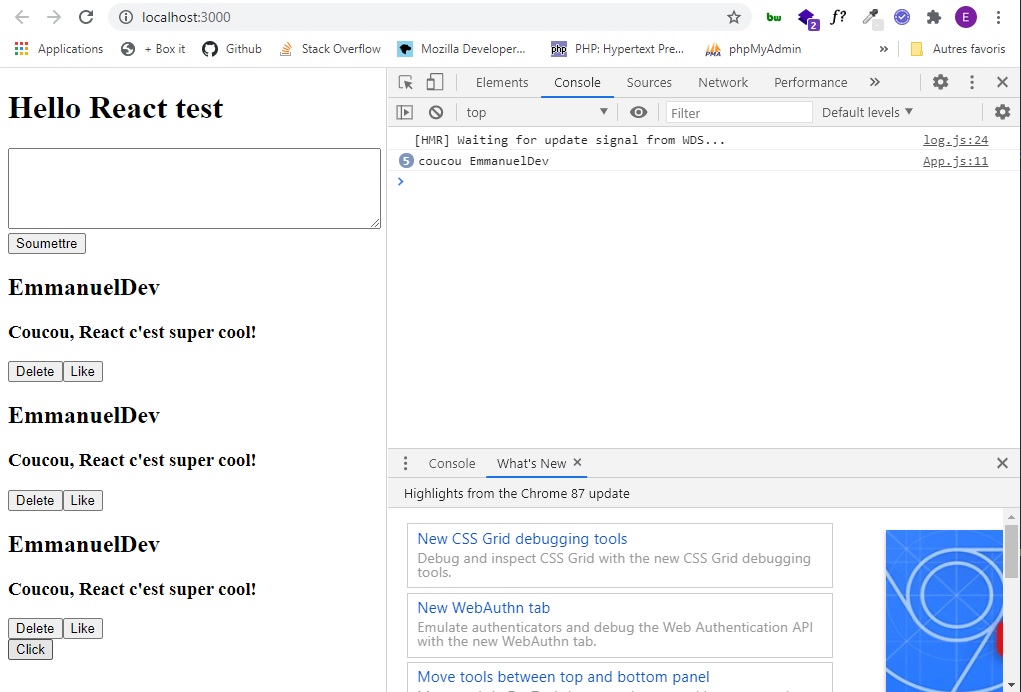 localhost:3000
E
2
bw
f?
Applications
+ Box it
Github
Stack Overflow
Mozilla Developer...
php
PHP: Hypertext Pre...
PMA
phpMyAdmin
»
Autres favoris
Hello React test
Soumettre
EmmanuelDev
Coucou, React c'est super cool!
Delete Like
EmmanuelDev
Coucou, React c'est super cool!
Delete Like
EmmanuelDev
Coucou, React c'est super cool!
Delete Like
Click
Elements Console Sources Network Performance »
top Filter Default levels
[HMR] Waiting for update signal from WDS... log.js:24
5 coucou EmmanuelDev App.js:11
Console What's New
Highlights from the Chrome 87 update
New CSS Grid debugging tools
Debug and inspect CSS Grid with the new CSS Grid debugging
tools.
New WebAuthn tab
Emulate authenticators and debug the Web Authentication API
with the new WebAuthn tab.
Move tools between top and bottom panel